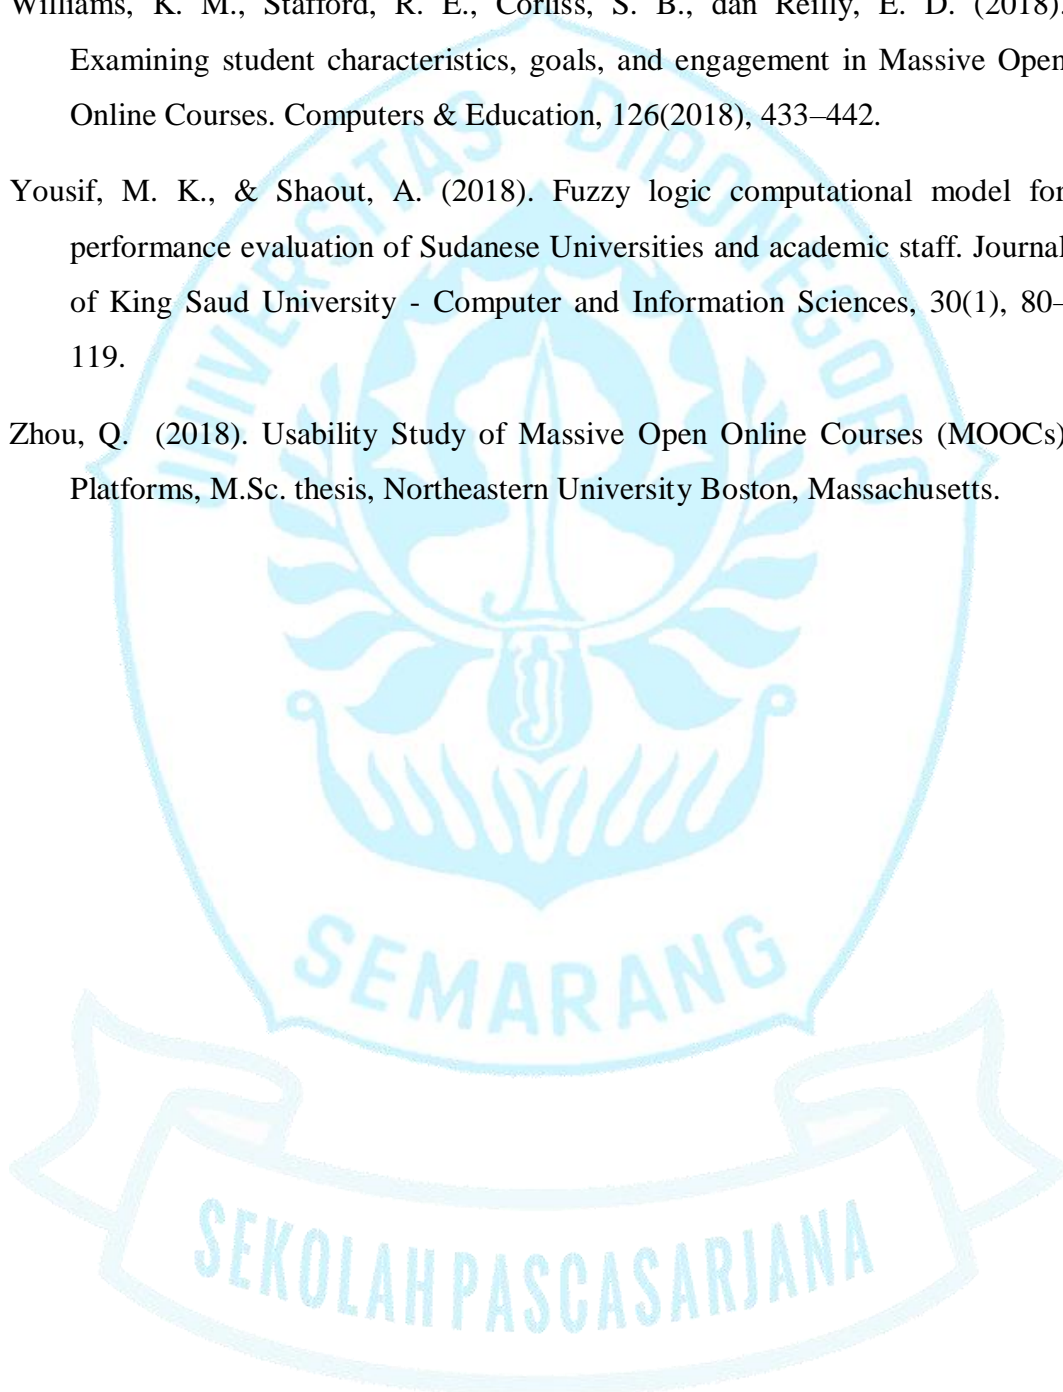 Williams, K. M., Stafford, R. E., Corliss, S. B., dan Reilly, E. D. (2018).
Examining student characteristics, goals, and engagement in Massive Open
Online Courses. Computers & Education, 126(2018), 433–442.
Yousif, M. K., & Shaout, A. (2018). Fuzzy logic computational model for
performance evaluation of Sudanese Universities and academic staff. Journal
of King Saud University - Computer and Information Sciences, 30(1), 80–
119.
Zhou, Q. (2018). Usability Study of Massive Open Online Courses (MOOCs)
Platforms, M.Sc. thesis, Northeastern University Boston, Massachusetts.
UNIVERSITAS DIPONEGORO
SEMARANG
SEKOLAH PASCASARJANA